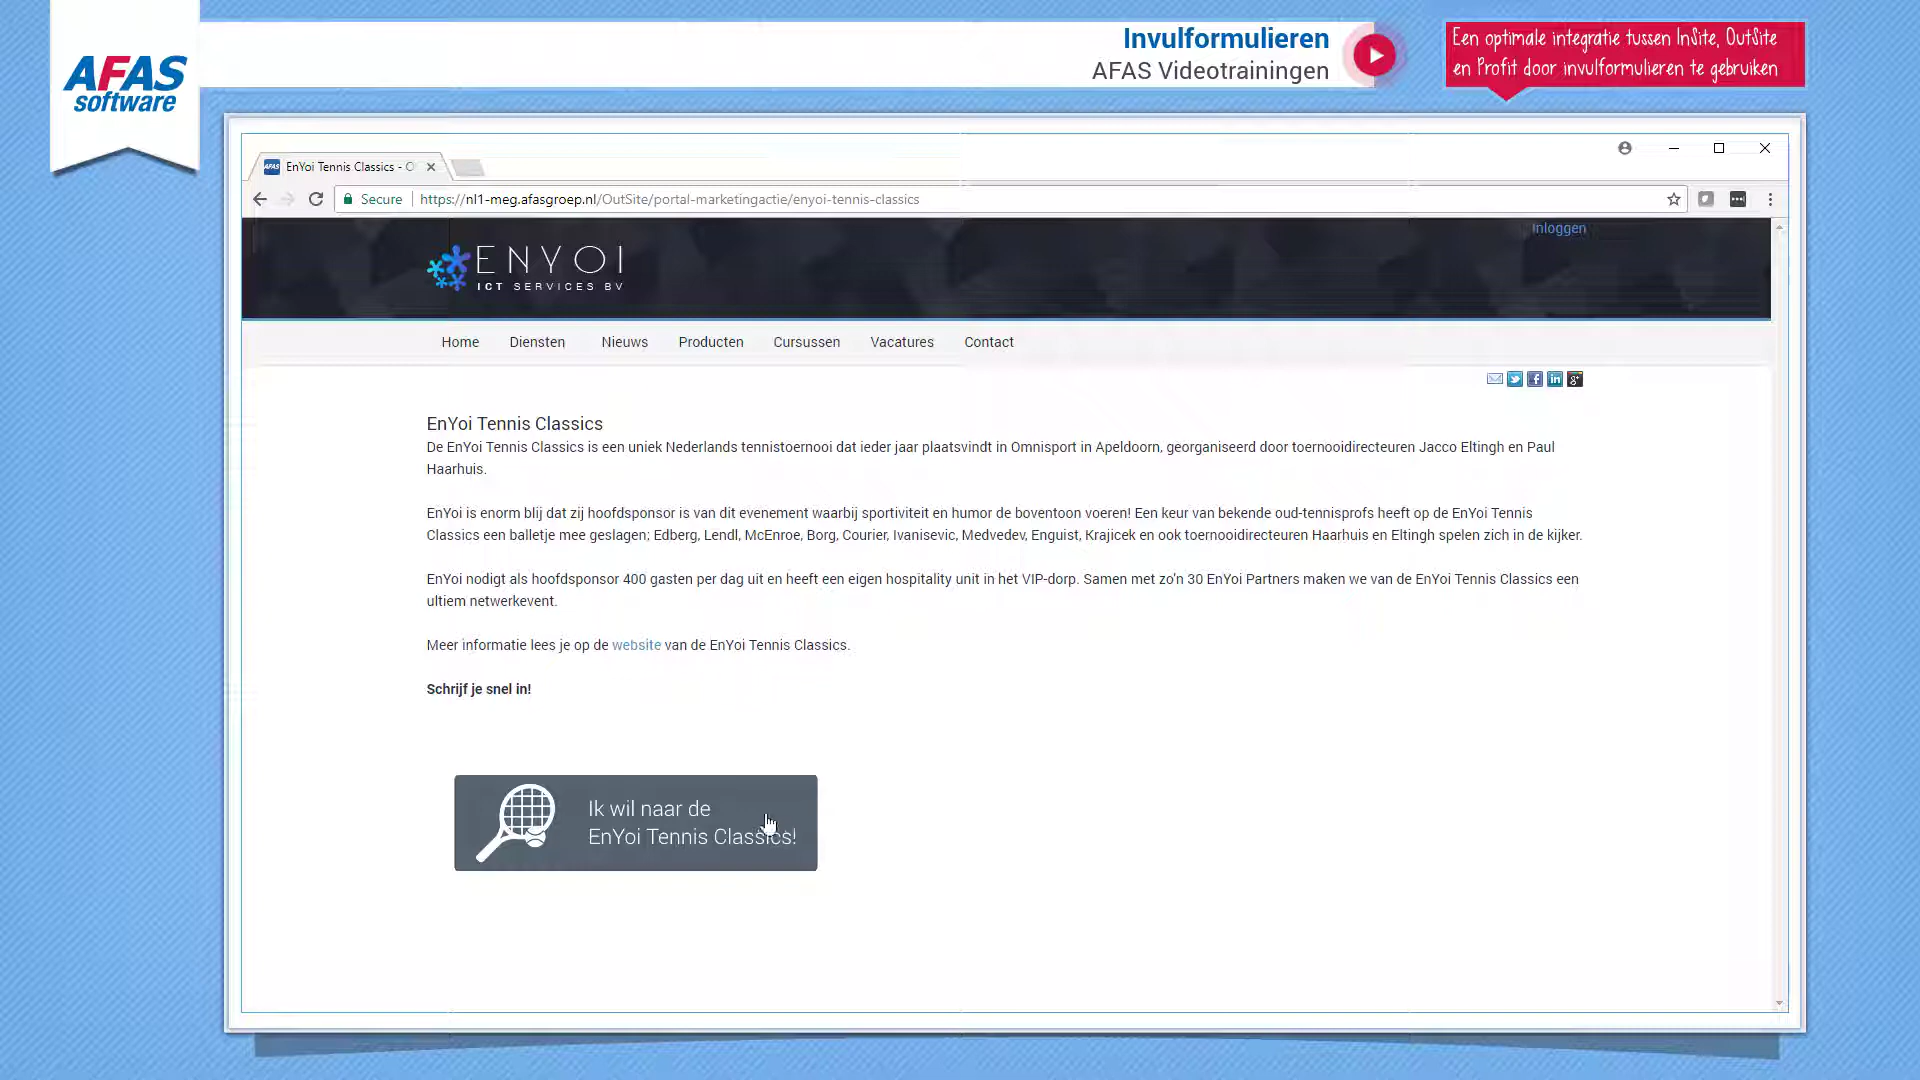 AFAS
software
Invulformulieren
AFAS Videotrainingen
Een optimale integratie tussen InSite, OutSite
en Profit door invulformulieren te gebruiken
EnYoi Tennis Classics - O
Secure
https://nl1-meg.afasgroep.nl/OutSite/portal-marketingactie/enyoi-tennis-classics
Inloggen
ENYOI
ICT SERVICES BV
Home Diensten Nieuws Producten Cursussen Vacatures Contact
EnYoi Tennis Classics
De EnYoi Tennis Classics is een uniek Nederlands tennistoernooi dat ieder jaar plaatsvindt in Omnisport in Apeldoorn, georganiseerd door toernooidirecteuren Jacco Eltingh en Paul
Haarhuis.
EnYoi is enorm blij dat zij hoofdsponsor is van dit evenement waarbij sportiviteit en humor de boventoon voeren! Een keur van bekende oud-tennisprofs heeft op de EnYoi Tennis
Classics een balletje mee geslagen; Edberg, Lendl, McEnroe, Borg, Courier, Ivanisevic, Medvedev, Enguist, Krajicek en ook toernooidirecteuren Haarhuis en Eltingh spelen zich in de kijker.
EnYoi nodigt als hoofdsponsor 400 gasten per dag uit en heeft een eigen hospitality unit in het VIP-dorp. Samen met zo'n 30 EnYoi Partners maken we van de EnYoi Tennis Classics een
ultiem netwerkevent.
Meer informatie lees je op de website van de EnYoi Tennis Classics.
Schrijf je snel in!
Ik wil naar de
EnYoi Tennis Classics!